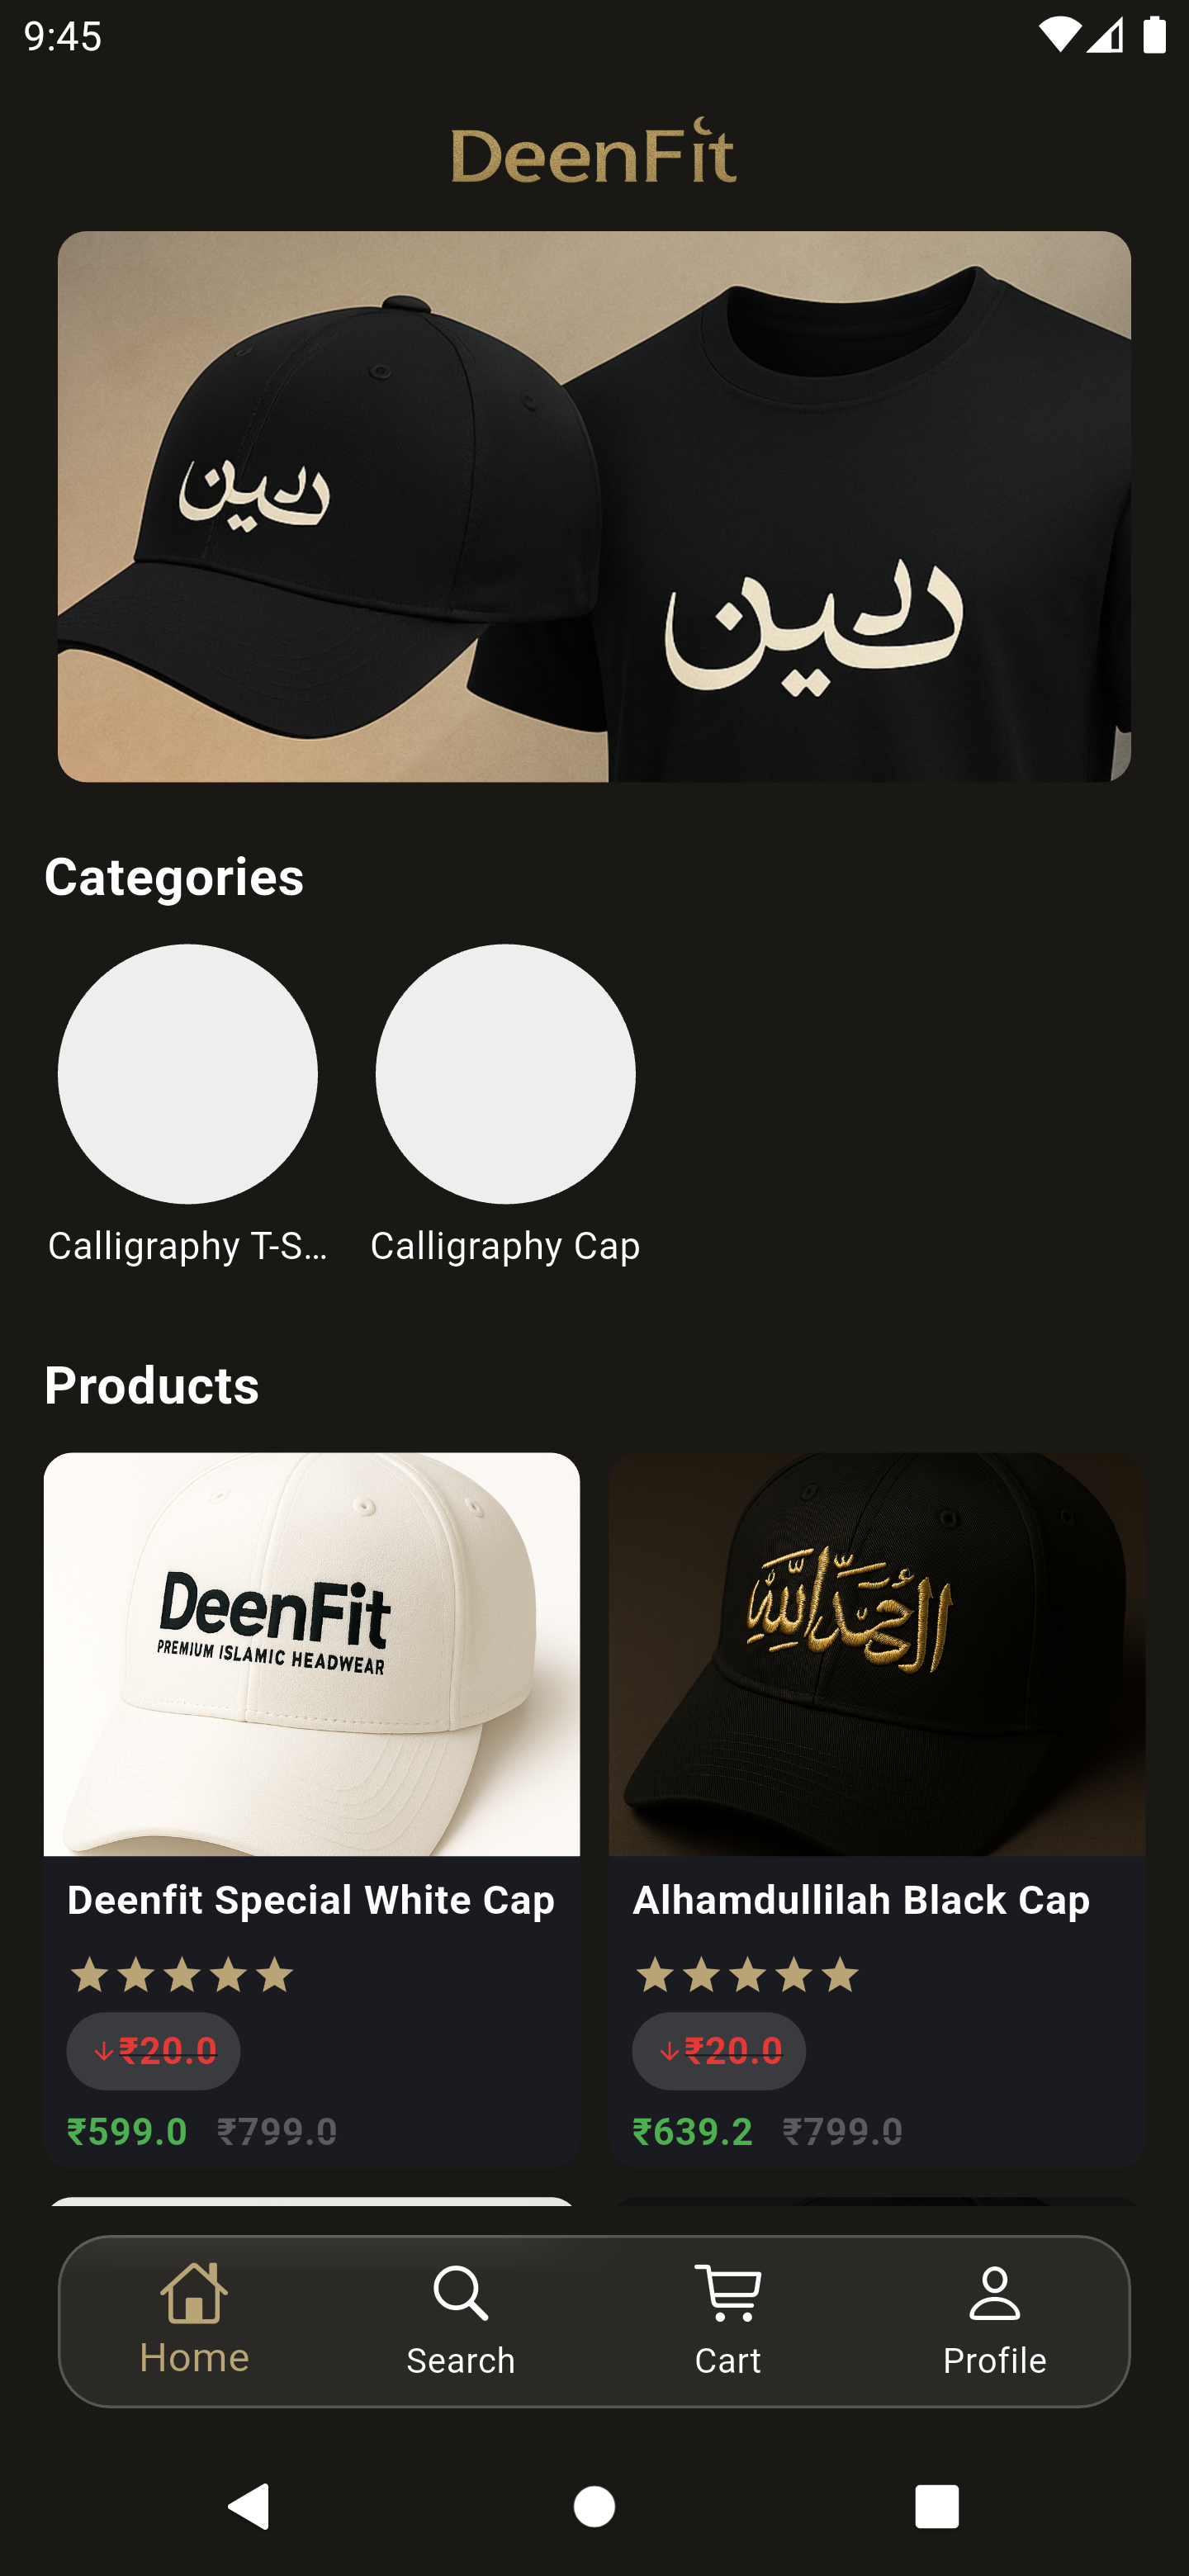 9:45
DeenFit
دين
دين
Categories
Calligraphy T-S...
Calligraphy Cap
Products
DeenFit
PREMIUM ISLAMIC HEADWEAR
الحمد لله
Deenfit Special White Cap
Alhamdullilah Black Cap
↓₹20.0
↓₹20.0
₹599.0 ₹799.0
₹639.2 ₹799.0
Home
Search
Cart
Profile